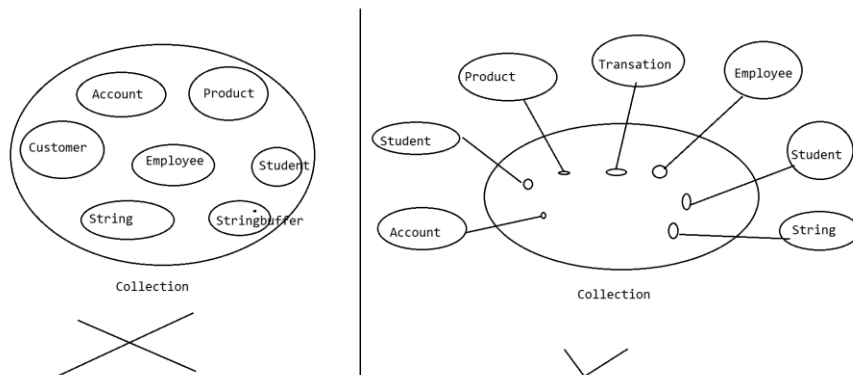 Account
Product
Customer
Employee
Student
String
Stringbuffer
Collection
Transation
Product
Employee
Student
Student
Account
String
Collection